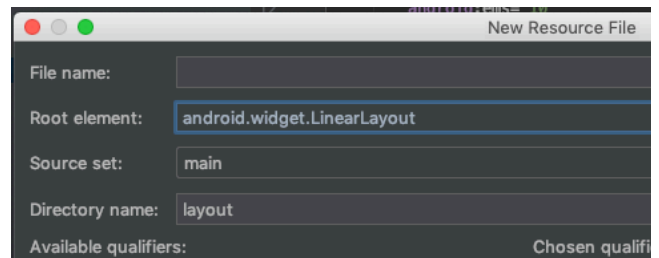 New Resource File
File name:
Root element: android.widget.LinearLayout
Source set: main
Directory name: layout
Available qualifiers: Chosen qualifi